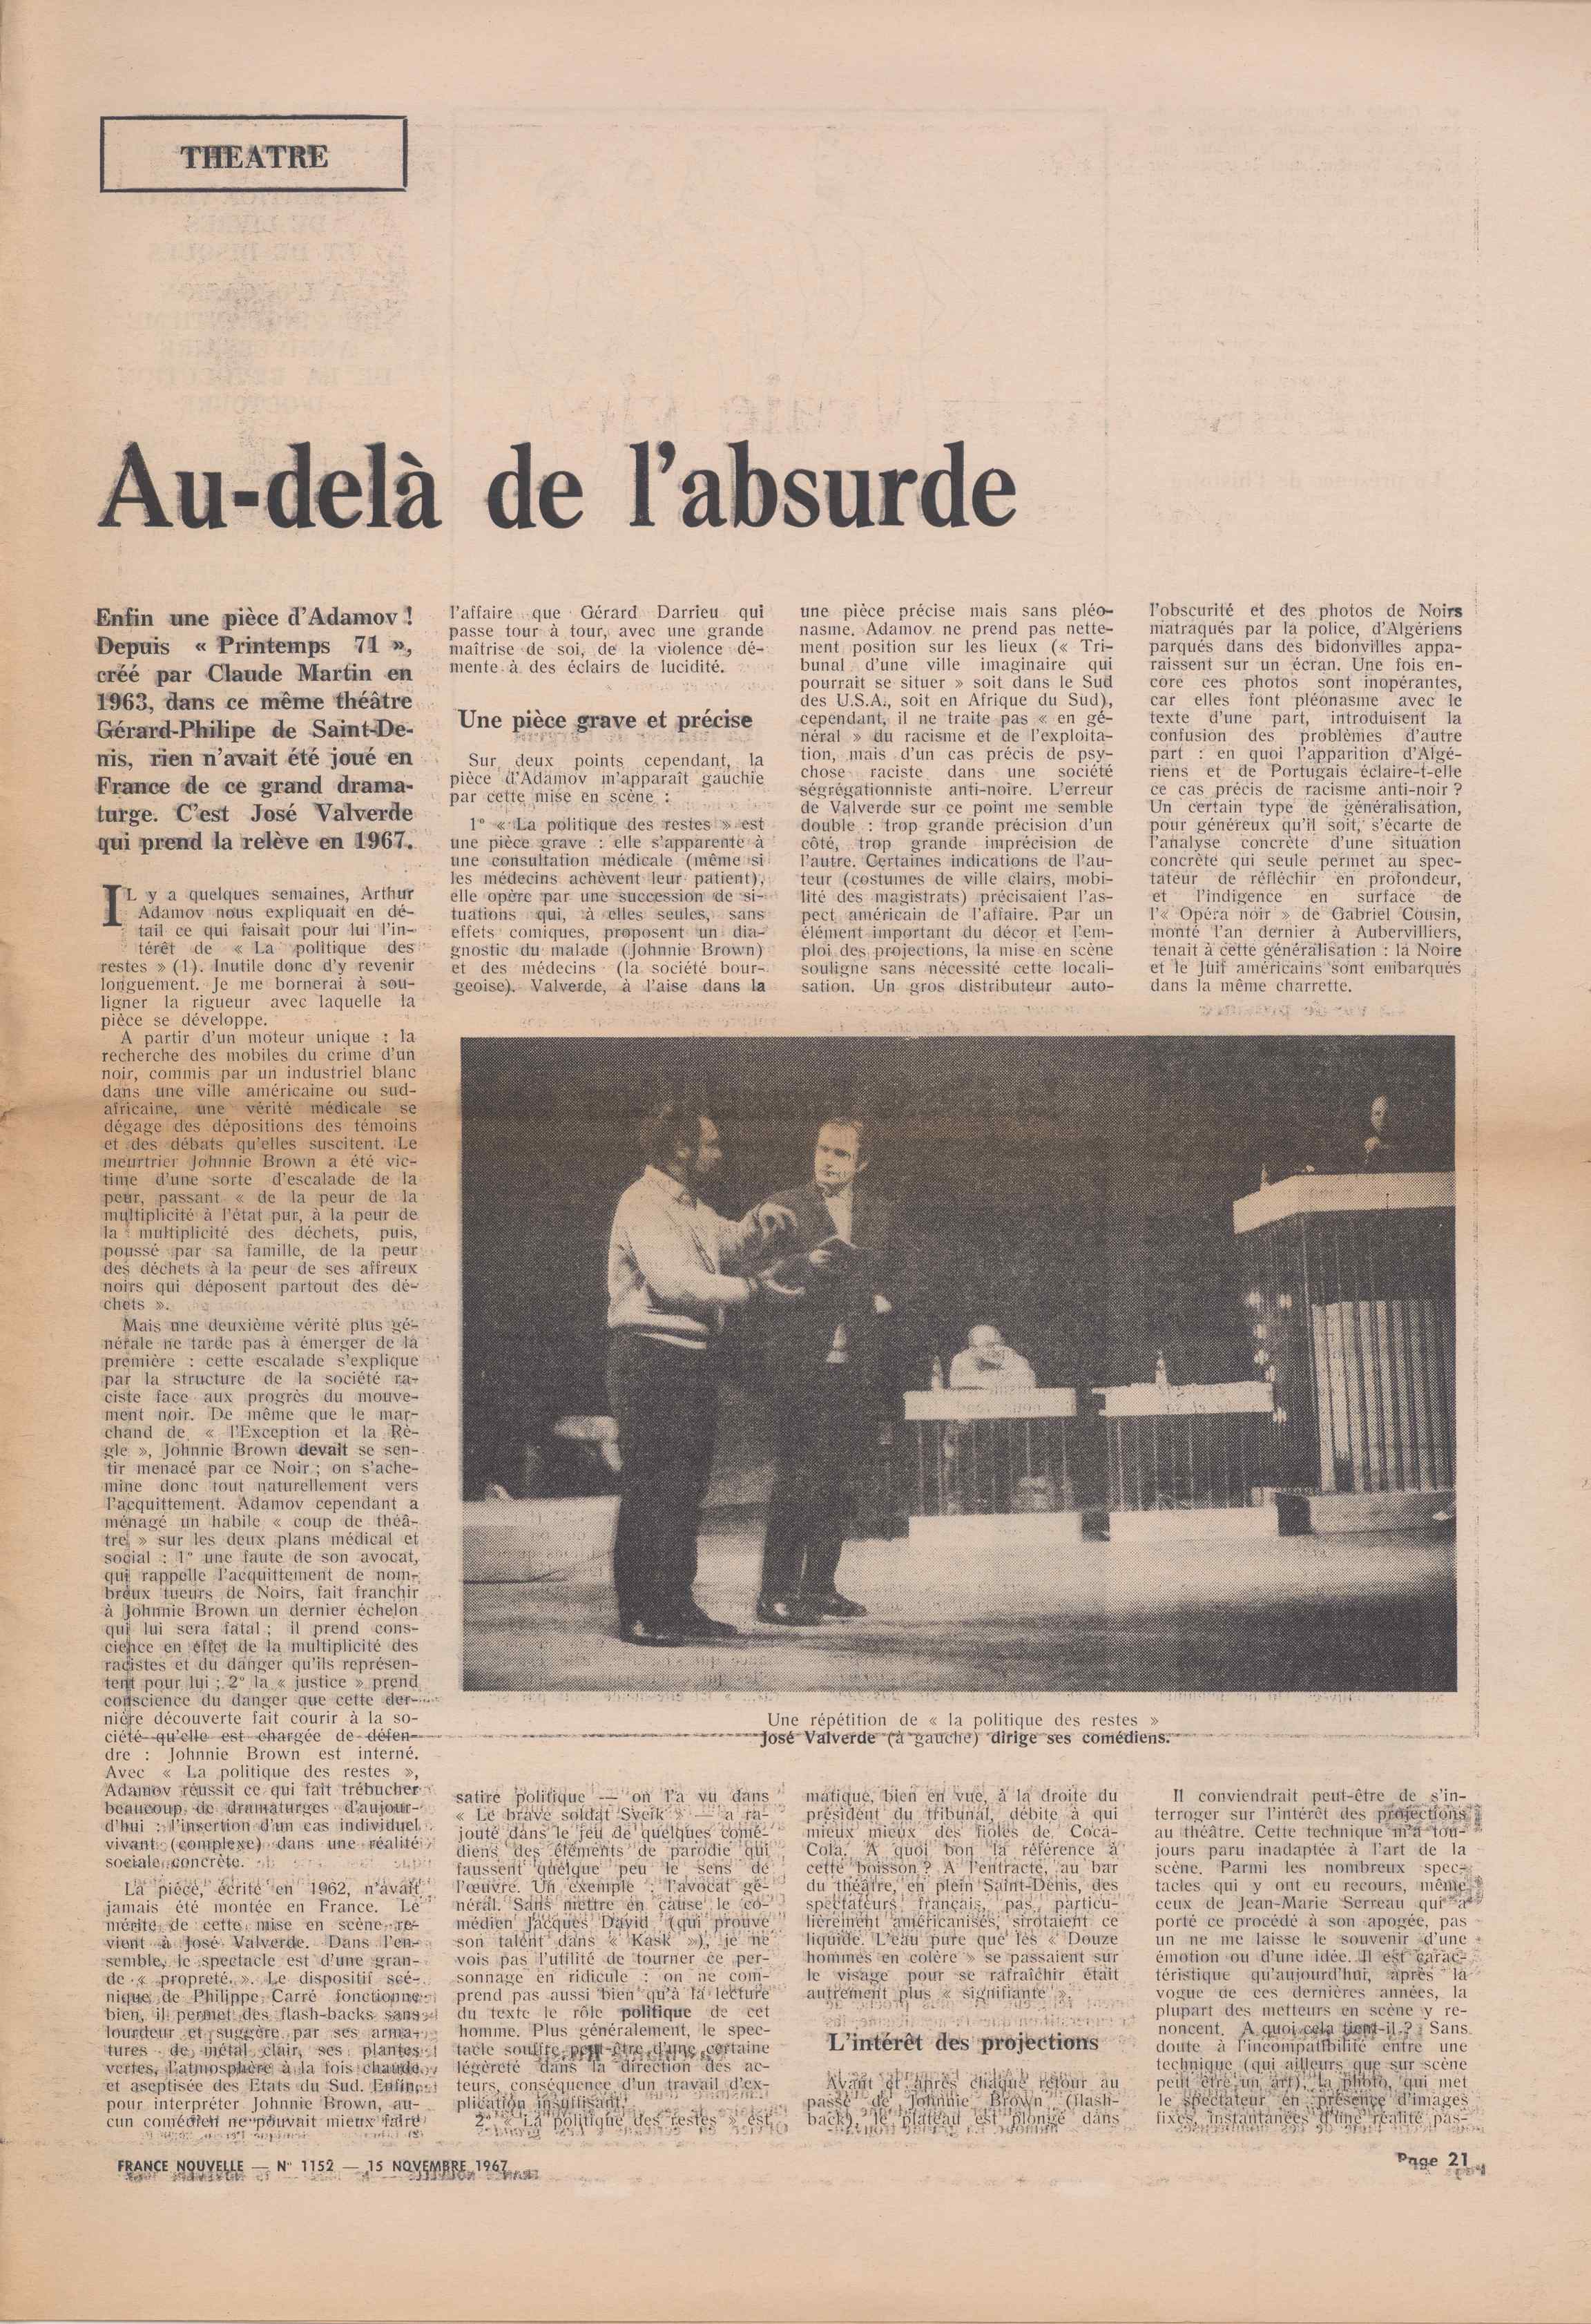 THEATRE
Au-delà de l'absurde
Enfin une pièce d'Adamov !
Depuis « Printemps 71 »,
créé par Claude Martin en
1963, dans ce même théâtre
Gérard-Philipe de Saint-De-
nis, rien n'avait été joué en
France de ce grand drama-
turge. C'est José Valverde
qui prend la relève en 1967.
IL y a quelques semaines, Arthur
Adamov nous expliquait en dé-
tail ce qui faisait pour lui l'in-
térêt de « La politique des
restes » (1). Inutile donc d'y revenir
longuement. Je me bornerai à sou-
ligner la rigueur avec laquelle la
pièce se développe.
A partir d'un moteur unique : la
recherche des mobiles du crime d'un
noir, commis par un industriel blanc
dans une ville américaine ou sud-
africaine, une vérité médicale se
dégage des dépositions des témoins
et des débats qu'elles suscitent. Le
meurtrier Johnnie Brown a été vic-
time d'une sorte d'escalade de la
peur, passant « de la peur de la
multiplicité à l'état pur, à la peur de
la multiplicité des déchets, puis,
poussé par sa famille, de la peur
des déchets à la peur de ses affreux
noirs qui déposent partout des dé-
chets ».
Mais une deuxième vérité plus gé-
nérale ne tarde pas à émerger de la
première : cette escalade s'explique
par la structure de la société ra-
ciste face aux progrès du mouve-
ment noir. De même que le mar-
chand de « l'Exception et la Rè-
gle », Johnnie Brown devait se sen-
tir menacé par ce Noir ; on s'ache-
mine donc tout naturellement vers
l'acquittement. Adamov cependant a
ménagé un habile « coup de théâ-
tre » sur les deux plans médical et
social : 1° une faute de son avocat,
qui rappelle l'acquittement de nom-
breux tueurs de Noirs, fait franchir
à Johnnie Brown un dernier échelon
qui lui sera fatal ; il prend cons-
cience en effet de la multiplicité des
racistes et du danger qu'ils représen-
tent pour lui ; 2° la « justice » prend
conscience du danger que cette der-
nière découverte fait courir à la so-
ciété qu'elle est chargée de défen-
dre : Johnnie Brown est interné.
Avec « La politique des restes »,
Adamov réussit ce qui fait trébucher
beaucoup de dramaturges d'aujour-
d'hui : l'insertion d'un cas individuel
vivant (complexe) dans une réalité
sociale concrète.
La pièce, écrite en 1962, n'avait
jamais été montée en France. Le
mérite de cette mise en scène re-
vient à José Valverde. Dans l'en-
semble, le spectacle est d'une gran-
de « propreté ». Le dispositif scé-
nique de Philippe Carré fonctionne
bien, il permet des flash-backs sans
lourdeur et suggère par ses arma-
tures de métal clair, ses plantes
vertes, l'atmosphère à la fois chaude
et aseptisée des Etats du Sud. Enfin,
pour interpréter Johnnie Brown, au-
cun comédien ne pouvait mieux faire
l'affaire que Gérard Darrieu qui
passe tour à tour, avec une grande
maîtrise de soi, de la violence dé-
mente à des éclairs de lucidité.
Une pièce grave et précise
Sur deux points cependant, la
pièce d'Adamov m'apparaît gauchie
par cette mise en scène :
1° « La politique des restes » est
une pièce grave : elle s'apparente à
une consultation médicale (même si
les médecins achèvent leur patient),
elle opère par une succession de si-
tuations qui, à elles seules, sans
effets comiques, proposent un dia-
gnostic du malade (Johnnie Brown)
et des médecins (la société bour-
geoise). Valverde, à l'aise dans la
satire politique — on l'a vu dans
« Le brave soldat Sveik » — a ra-
jouté dans le jeu de quelques comé-
diens des éléments de parodie qui
faussent quelque peu le sens de
l'œuvre. Un exemple : l'avocat gé-
néral. Sans mettre en cause le co-
médien Jacques David (qui prouve
son talent dans « Kask »), je ne
vois pas l'utilité de tourner ce per-
sonnage en ridicule : on ne com-
prend pas aussi bien qu'à la lecture
du texte le rôle politique de cet
homme. Plus généralement, le spec-
tacle souffre peut-être d'une certaine
légèreté dans la direction des ac-
teurs, conséquence d'un travail d'ex-
plication insuffisant.
2° « La politique des restes » est
une pièce précise mais sans pléo-
nasme. Adamov ne prend pas nette-
ment position sur les lieux (« Tri-
bunal d'une ville imaginaire qui
pourrait se situer » soit dans le Sud
des U.S.A., soit en Afrique du Sud),
cependant, il ne traite pas « en gé-
néral » du racisme et de l'exploita-
tion, mais d'un cas précis de psy-
chose raciste dans une société
ségrégationniste anti-noire. L'erreur
de Valverde sur ce point me semble
double : trop grande précision d'un
côté, trop grande imprécision de
l'autre. Certaines indications de l'au-
teur (costumes de ville clairs, mobi-
lité des magistrats) précisaient l'as-
pect américain de l'affaire. Par un
élément important du décor et l'em-
ploi des projections, la mise en scène
souligne sans nécessité cette locali-
sation. Un gros distributeur auto-
matique, bien en vue, à la droite du
président du tribunal, débite à qui
mieux mieux des fioles de Coca-
Cola. A quoi bon la référence à
cette boisson ? A l'entracte, au bar
du théâtre, en plein Saint-Denis, des
spectateurs français, pas particu-
lièrement américanisés, sirotaient ce
liquide. L'eau pure que les « Douze
hommes en colère » se passaient sur
le visage pour se rafraîchir était
autrement plus « signifiante ».
L'intérêt des projections
Avant et après chaque retour au
passé de Johnnie Brown (flash-
back), le plateau est plongé dans
l'obscurité et des photos de Noirs
matraqués par la police, d'Algériens
parqués dans des bidonvilles appa-
raissent sur un écran. Une fois en-
core ces photos sont inopérantes,
car elles font pléonasme avec le
texte d'une part, introduisent la
confusion des problèmes d'autre
part : en quoi l'apparition d'Algé-
riens et de Portugais éclaire-t-elle
ce cas précis de racisme anti-noir ?
Un certain type de généralisation,
pour généreux qu'il soit, s'écarte de
l'analyse concrète d'une situation
concrète qui seule permet au spec-
tateur de réfléchir en profondeur,
et l'indigence en surface de
l'« Opéra noir » de Gabriel Cousin,
monté l'an dernier à Aubervilliers,
tenait à cette généralisation : la Noire
et le Juif américains sont embarqués
dans la même charrette.
Il conviendrait peut-être de s'in-
terroger sur l'intérêt des projections
au théâtre. Cette technique m'a tou-
jours paru inadaptée à l'art de la
scène. Parmi les nombreux spec-
tacles qui y ont eu recours, même
ceux de Jean-Marie Serreau qui a
porté ce procédé à son apogée, pas
un ne me laisse le souvenir d'une
émotion ou d'une idée. Il est carac-
téristique qu'aujourd'hui, après la
vogue de ces dernières années, la
plupart des metteurs en scène y re-
noncent. A quoi cela tient-il ? Sans
doute à l'incompatibilité entre une
technique (qui ailleurs que sur scène
peut être un art), la photo, qui met
le spectateur en présence d'images
fixes, instantanées d'une réalité pas-
Une répétition de « la politique des restes »
José Valverde (à gauche) dirige ses comédiens.
FRANCE NOUVELLE — N° 1152 — 15 NOVEMBRE 1967
Page 21